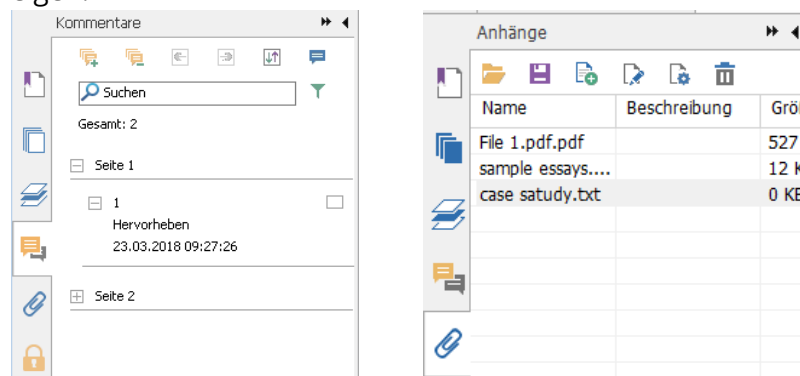 Kommentare
Suchen
Gesamt: 2
Seite 1
1
Hervorheben
23.03.2018 09:27:26
Seite 2
Anhänge
Name Beschreibung
File 1.pdf.pdf 527
sample essays.... 12
case satudy.txt 0 KB